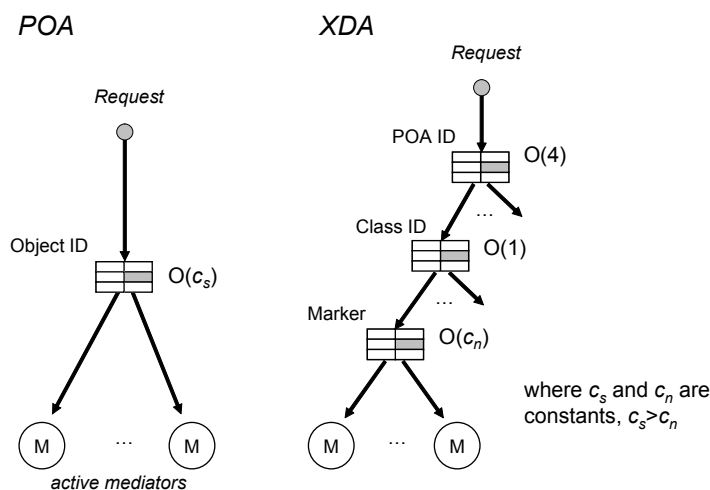 POA
Request
Object ID
O(cs)
M
...
M
active mediators
XDA
Request
POA ID
O(4)
...
Class ID
O(1)
...
Marker
O(cn)
M
...
M
where cs and cn are
constants, cs>cn